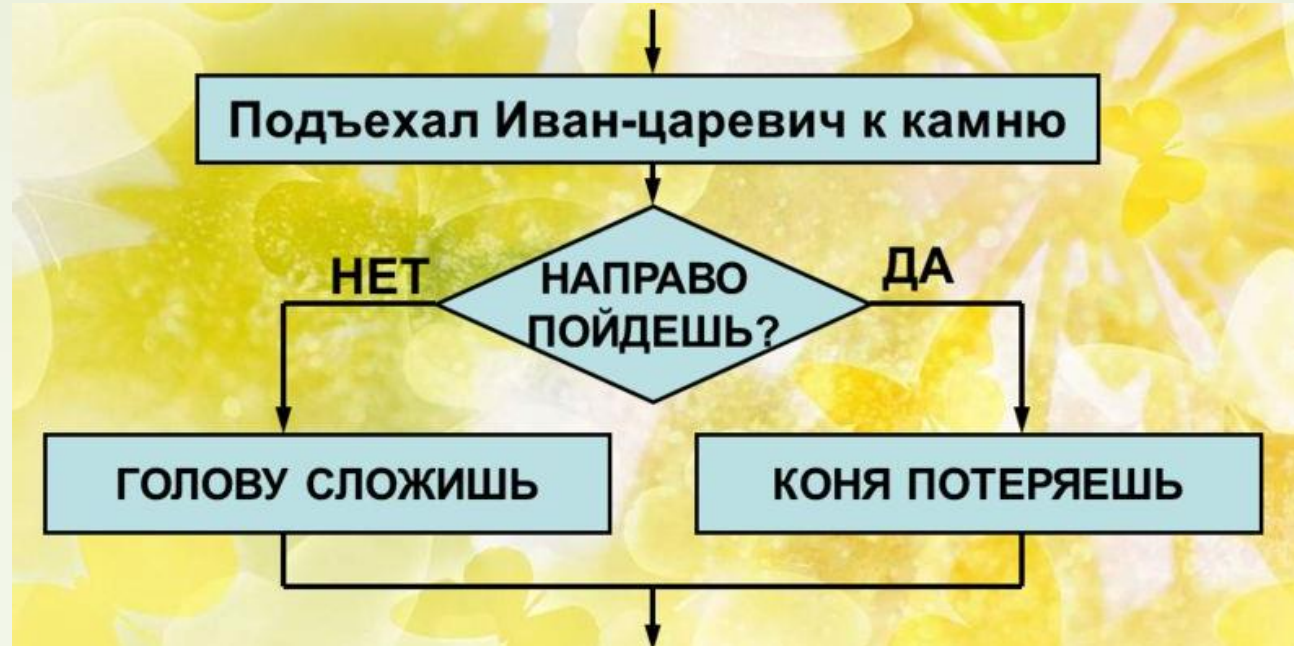 Подъехал Иван-царевич к камню
НЕТ
НАПРАВО
ПОЙДЕШЬ?
ДА
ГОЛОВУ СЛОЖИШЬ
КОНЯ ПОТЕРЯЕШЬ